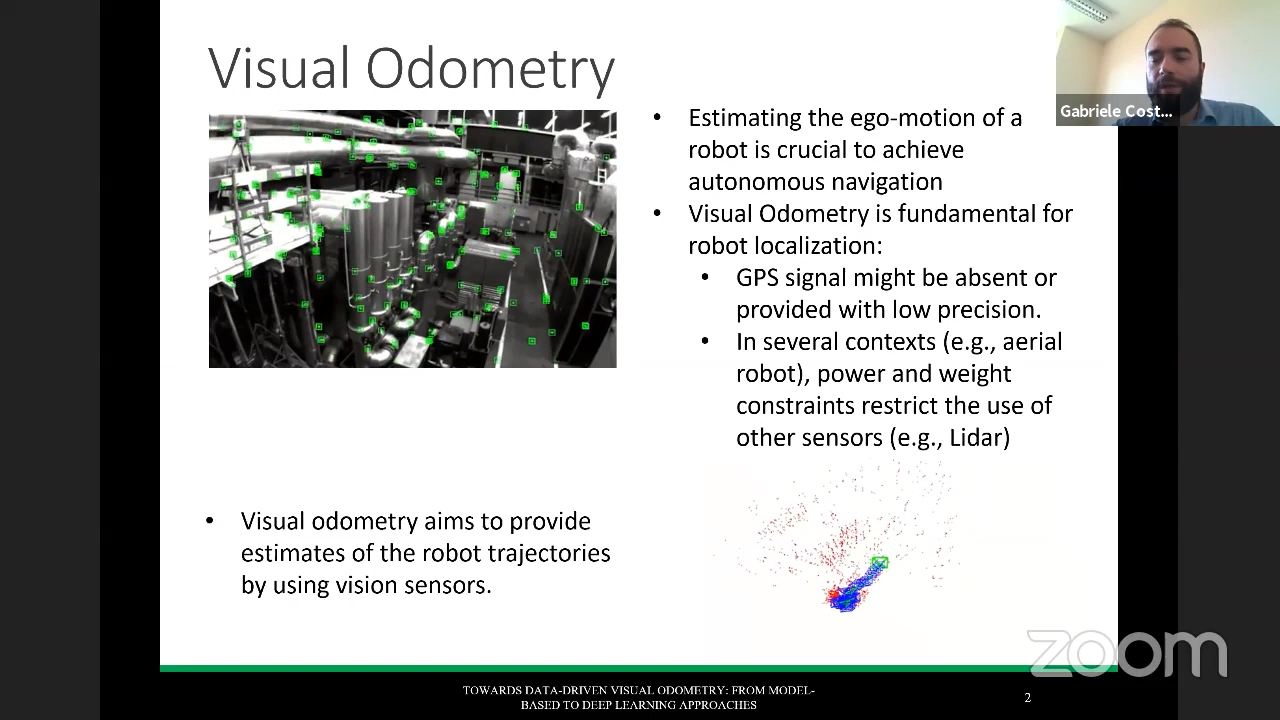 Visual Odometry
Gabriele Cost...
• Estimating the ego-motion of a
robot is crucial to achieve
autonomous navigation
• Visual Odometry is fundamental for
robot localization:
• GPS signal might be absent or
provided with low precision.
• In several contexts (e.g., aerial
robot), power and weight
constraints restrict the use of
other sensors (e.g., Lidar)
• Visual odometry aims to provide
estimates of the robot trajectories
by using vision sensors.
zoom
TOWARDS DATA-DRIVEN VISUAL ODOMETRY: FROM MODEL-
BASED TO DEEP LEARNING APPROACHES
2